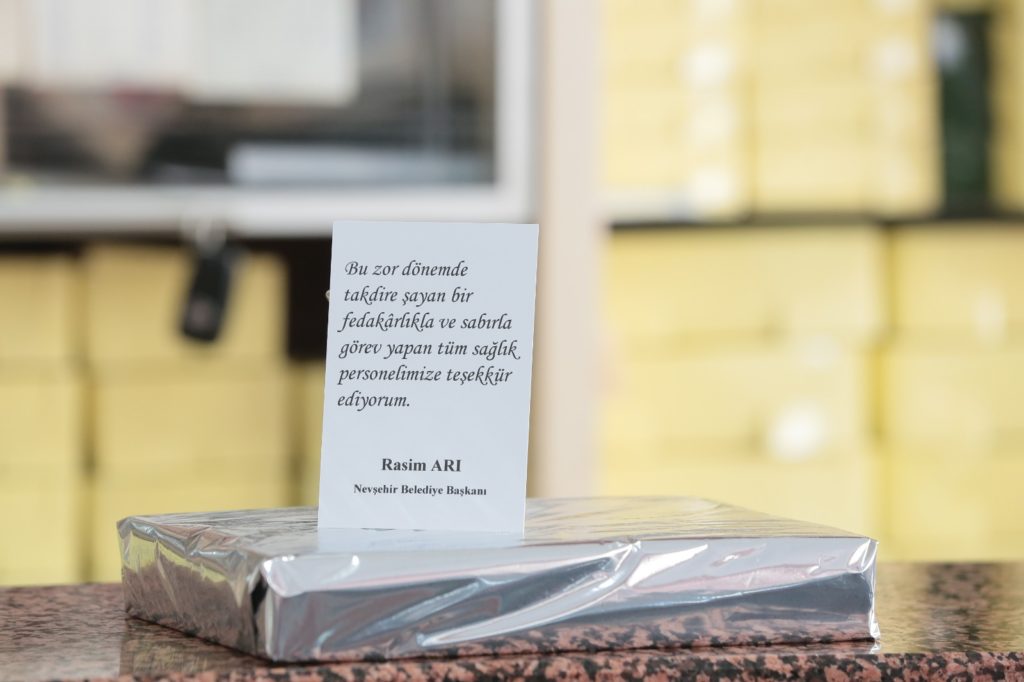 Bu zor dönemde
takdire şayan bir
fedakârlıkla ve sabırla
görev yapan tüm sağlık
personelimize teşekkür
ediyorum.
Rasim ARI
Nevşehir Belediye Başkanı